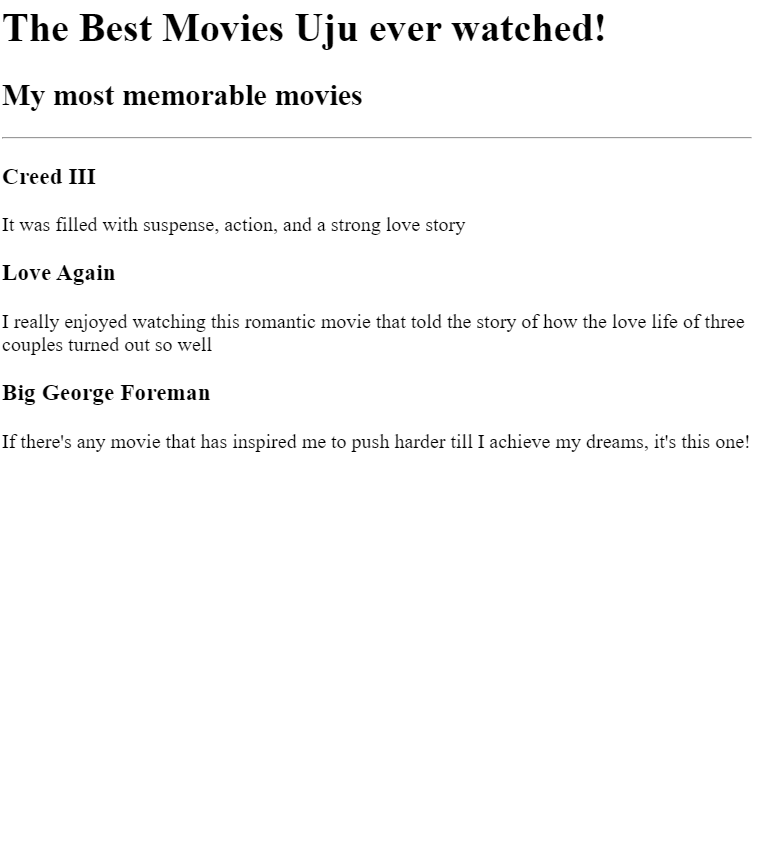 The Best Movies Uju ever watched!
My most memorable movies
Creed III
It was filled with suspense, action, and a strong love story
Love Again
I really enjoyed watching this romantic movie that told the story of how the love life of three
couples turned out so well
Big George Foreman
If there's any movie that has inspired me to push harder till I achieve my dreams, it's this one!